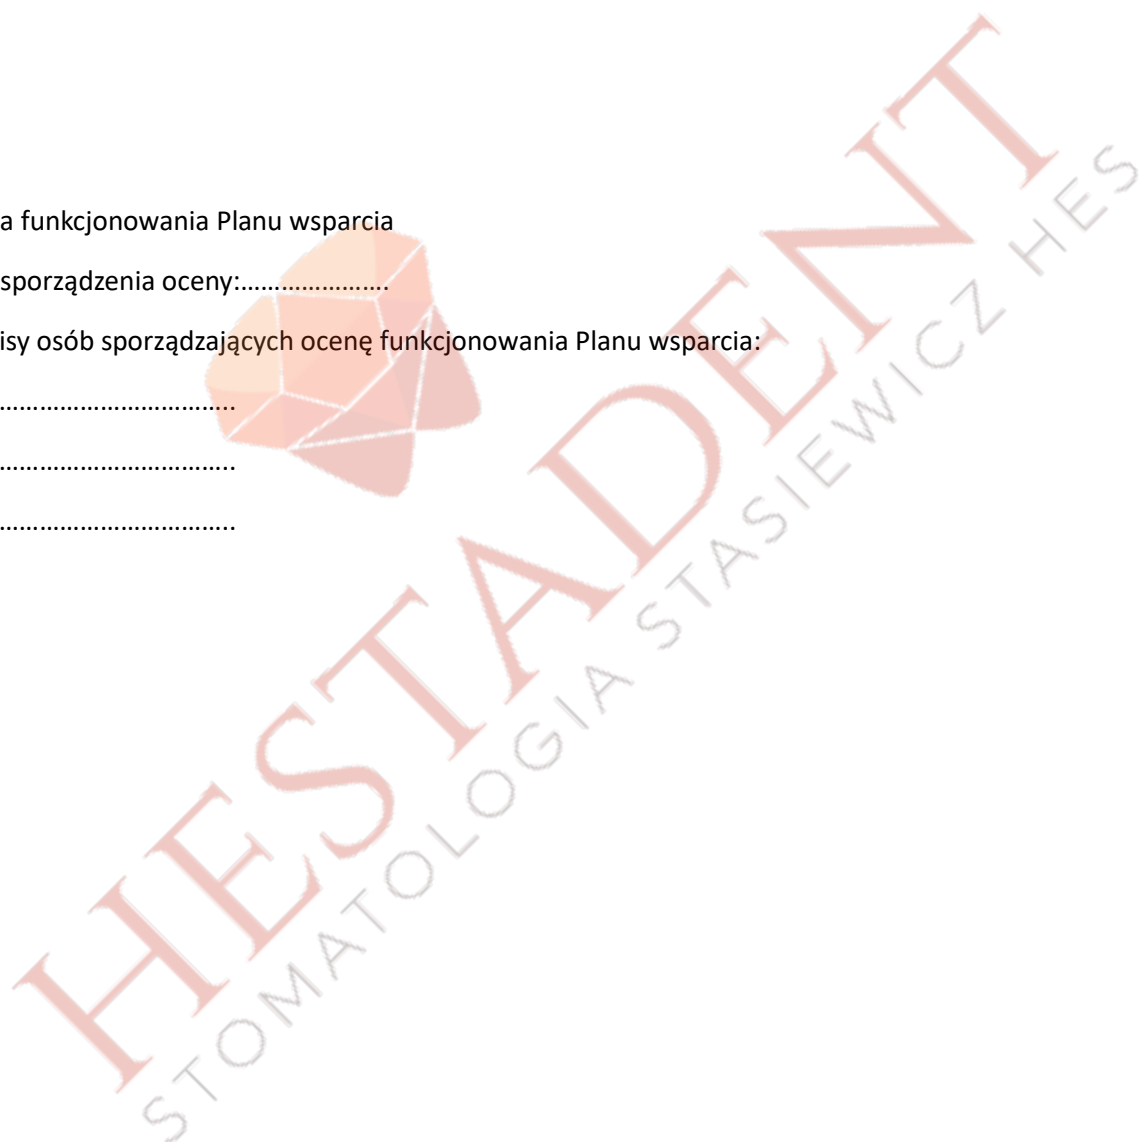 a funkcjonowania Planu wsparcia
sporządzenia oceny:………………….
isy osób sporządzających ocenę funkcjonowania Planu wsparcia:
……………………………..
……………………………..
……………………………..
HESTADENT
STOMATOLOGIA STASIEWICZ HES